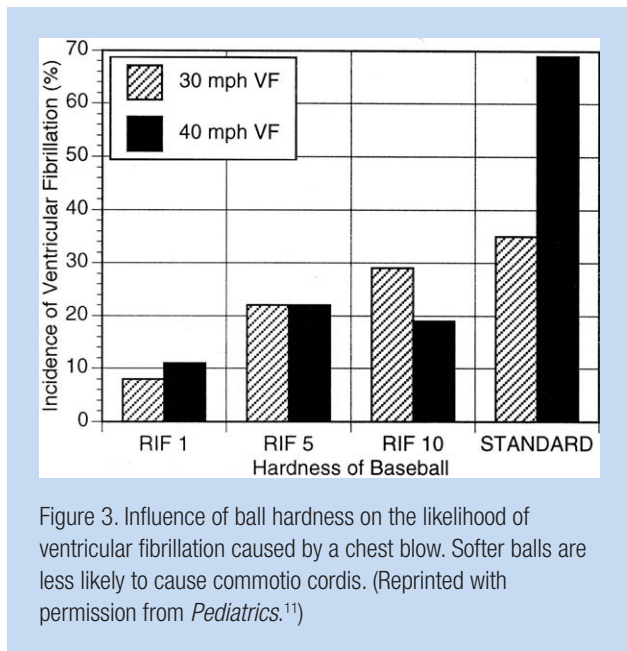 70
60
50
40
30
20
10
0
Incidence of Ventricular Fibrillation (%)
30 mph VF
40 mph VF
RIF 1 RIF 5 RIF 10 STANDARD
Hardness of Baseball
Figure 3. Influence of ball hardness on the likelihood of
ventricular fibrillation caused by a chest blow. Softer balls are
less likely to cause commotio cordis. (Reprinted with
permission from Pediatrics.¹¹)